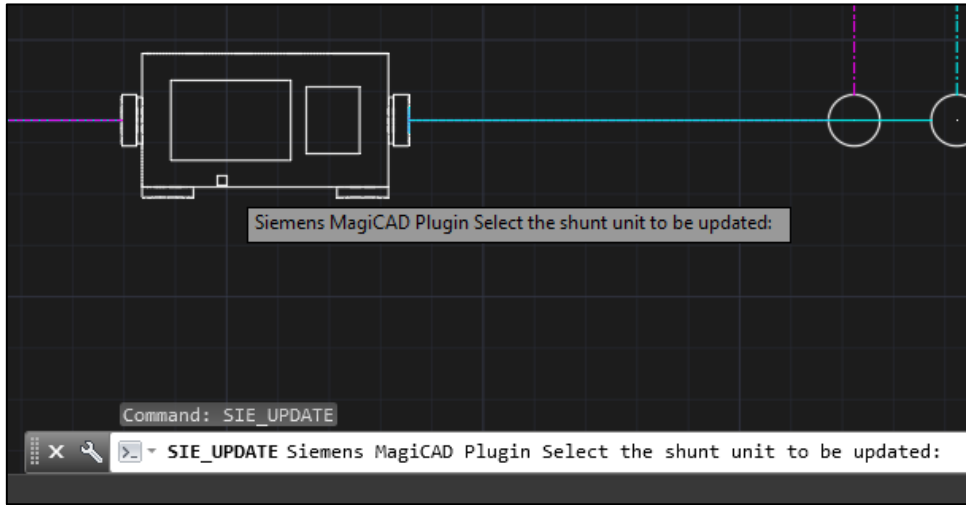 Siemens MagiCAD Plugin Select the shunt unit to be updated:
Command: SIE_UPDATE
SIE_UPDATE Siemens MagiCAD Plugin Select the shunt unit to be updated: